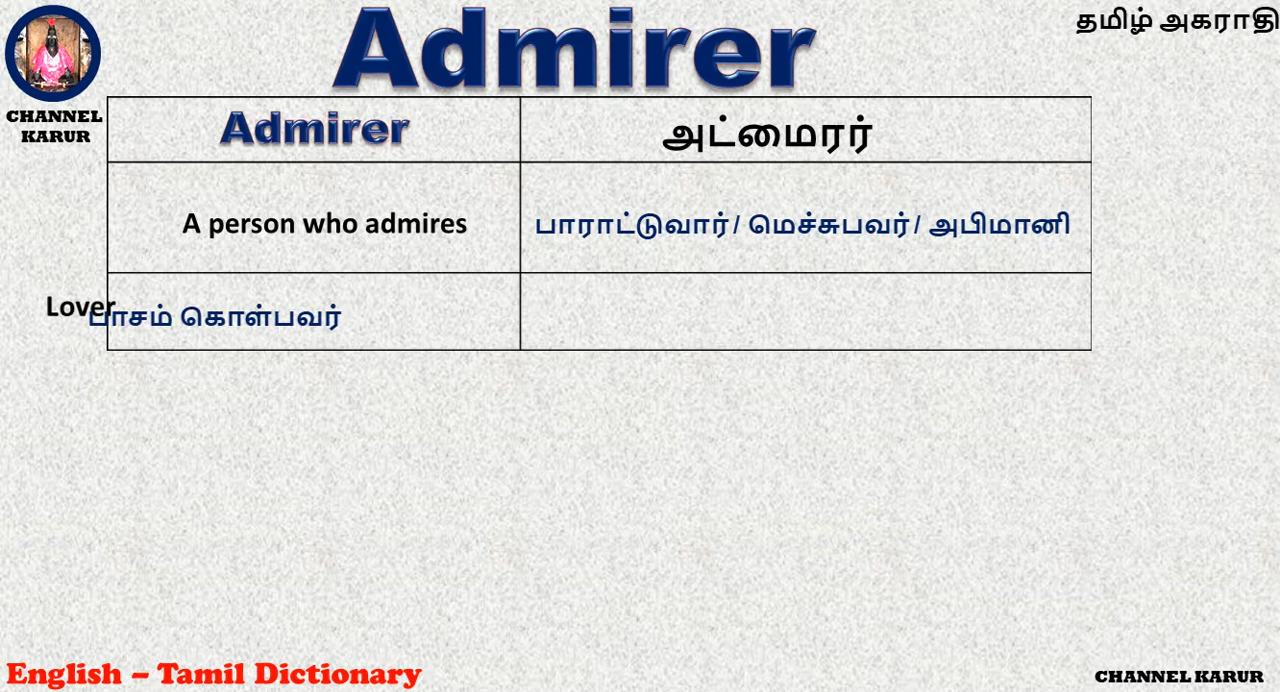 Admirer
தமிழ் அகராதி
CHANNEL
KARUR
Admirer
அட்மைரர்
A person who admires
பாராட்டுவார் / மெச்சுபவர் / அபிமானி
Lover
பாசம் கொள்பவர்
English – Tamil Dictionary
CHANNEL KARUR